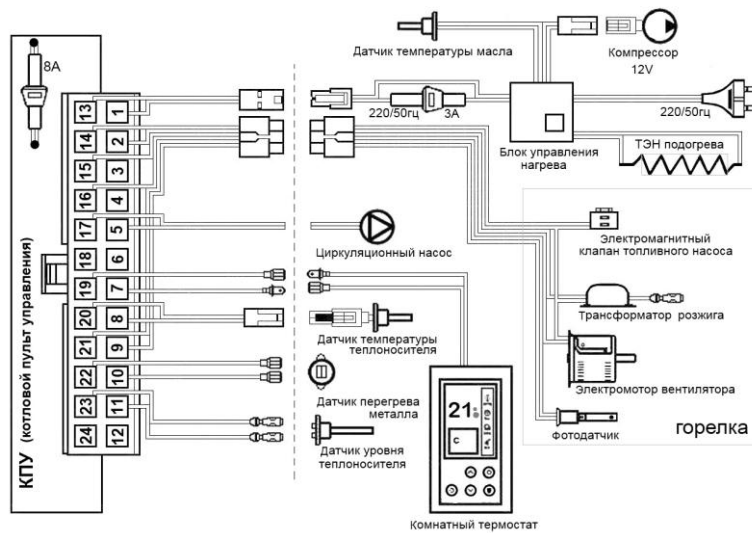 Датчик температуры масла
Компрессор
12V
8A
220/50гц
3А
220/50гц
Блок управления
нагрева
ТЭН подогрева
КПУ (котловой пульт управления)
13 1
14 2
15 3
16 4
17 5
18 6
19 7
20 8
21 9
22 10
23 11
24 12
Циркуляционный насос
Электромагнитный
клапан топливного насоса
Трансформатор розжига
Датчик температуры
теплоносителя
Электромотор вентилятора
Датчик перегрева
металла
21
C
фотодатчик
горелка
Датчик уровня
теплоносителя
Комнатный термостат